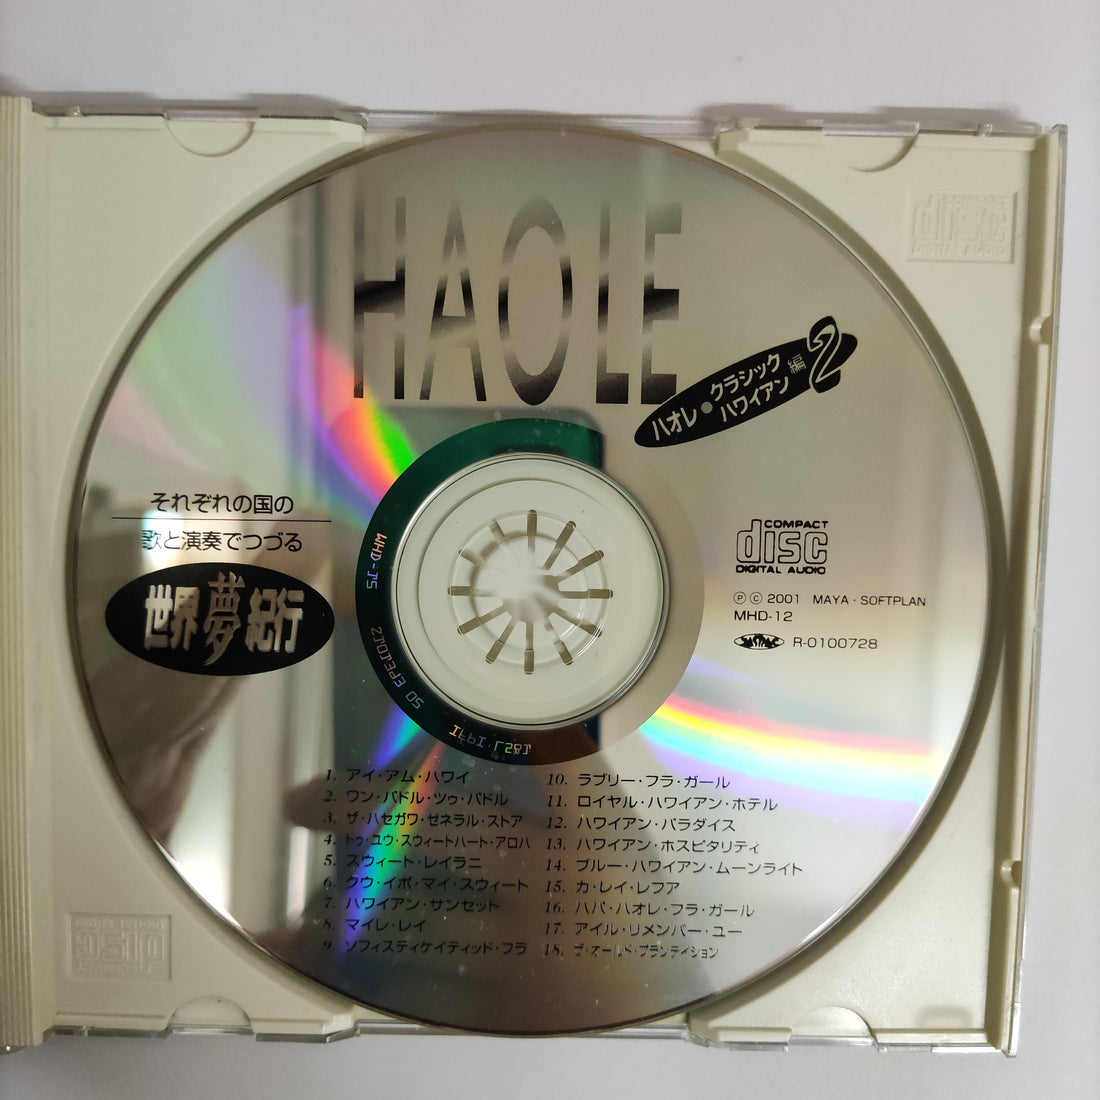 HAOLE
ハオレ●クラシックハワイアン編2
それぞれの国の
歌と演奏でつづる
世界夢紀行
COMPACT
disc
DIGITAL AUDIO
ⓅⒸ 2001 MAYA・SOFTPLAN
MHD-12
JASRAC R-0100728
IFPI L287
1. アイ・アム・ハワイ
2. ワン・パドル・ツゥ・パドル
3. ザ・ハセガワ・ゼネラル・ストア
4. トゥ・ユウ・スウィートハート・アロハ
5. スウィート・レイラニ
6. クウ・イポ・マイ・スウィート
7. ハワイアン・サンセット
8. マイレ・レイ
9. ソフィスティケイティッド・フラ
10. ラブリー・フラ・ガール
11. ロイヤル・ハワイアン・ホテル
12. ハワイアン・パラダイス
13. ハワイアン・ホスピタリティ
14. ブルー・ハワイアン・ムーンライト
15. カ・レイ・レフア
16. ハパ・ハオレ・フラ・ガール
17. アイル・リメンバー・ユー
18. ザ・オールド・プランテイション